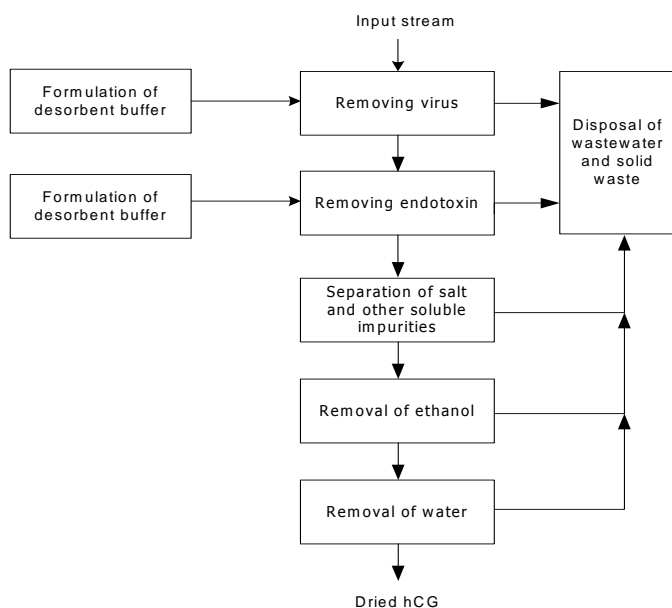 Input stream
Formulation of
desorbent buffer
Removing virus
Disposal of
wastewater
and solid
waste
Formulation of
desorbent buffer
Removing endotoxin
Separation of salt
and other soluble
impurities
Removal of ethanol
Removal of water
Dried hCG